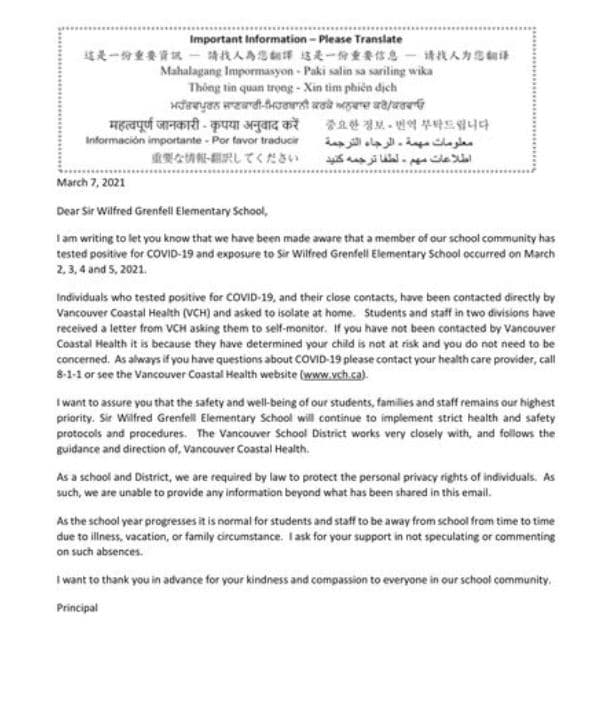 Important Information – Please Translate
這是一份重要資訊 — 請找人為您翻譯 这是一份重要信息 — 请找人为您翻译
Mahalagang Impormasyon - Paki salin sa sariling wika
Thông tin quan trọng - Xin tìm phiên dịch
ਮਹੱਤਵਪੂਰਨ ਜਾਣਕਾਰੀ-ਮਿਹਰਬਾਨੀ ਕਰਕੇ ਅਨੁਵਾਦ ਕਰੋ/ਕਰਵਾਓ
महत्वपूर्ण जानकारी - कृपया अनुवाद करें 중요한 정보 - 번역 부탁드립니다
Información importante - Por favor traducir معلومات مهمة - الرجاء الترجمة
重要な情報-翻訳してください اطلاعات مهم - لطفا ترجمه کنید
March 7, 2021
Dear Sir Wilfred Grenfell Elementary School,
I am writing to let you know that we have been made aware that a member of our school community has
tested positive for COVID-19 and exposure to Sir Wilfred Grenfell Elementary School occurred on March
2, 3, 4 and 5, 2021.
Individuals who tested positive for COVID-19, and their close contacts, have been contacted directly by
Vancouver Coastal Health (VCH) and asked to isolate at home. Students and staff in two divisions have
received a letter from VCH asking them to self-monitor. If you have not been contacted by Vancouver
Coastal Health it is because they have determined your child is not at risk and you do not need to be
concerned. As always if you have questions about COVID-19 please contact your health care provider, call
8-1-1 or see the Vancouver Coastal Health website (www.vch.ca).
I want to assure you that the safety and well-being of our students, families and staff remains our highest
priority. Sir Wilfred Grenfell Elementary School will continue to implement strict health and safety
protocols and procedures. The Vancouver School District works very closely with, and follows the
guidance and direction of, Vancouver Coastal Health.
As a school and District, we are required by law to protect the personal privacy rights of individuals. As
such, we are unable to provide any information beyond what has been shared in this email.
As the school year progresses it is normal for students and staff to be away from school from time to time
due to illness, vacation, or family circumstance. I ask for your support in not speculating or commenting
on such absences.
I want to thank you in advance for your kindness and compassion to everyone in our school community.
Principal